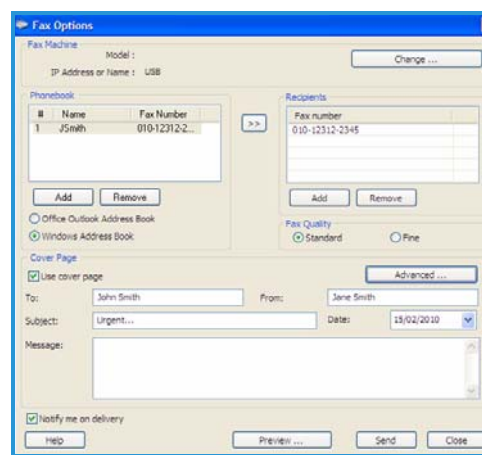 Fax Options
Fax Machine
Model :
Change ...
IP Address or Name : USB
Phonebook
# Name Fax Number
1 JSmith 010-12312-2...
>>
Recipients
Fax number
010-12312-2345
Add Remove
Add Remove
Office Outlook Address Book
Windows Address Book
Fax Quality
Standard Fine
Cover Page
Use cover page
Advanced ...
To: John Smith From: Jane Smith
Subject: Urgent... Date: 15/02/2010
Message:
Notify me on delivery
Help Preview ... Send Close